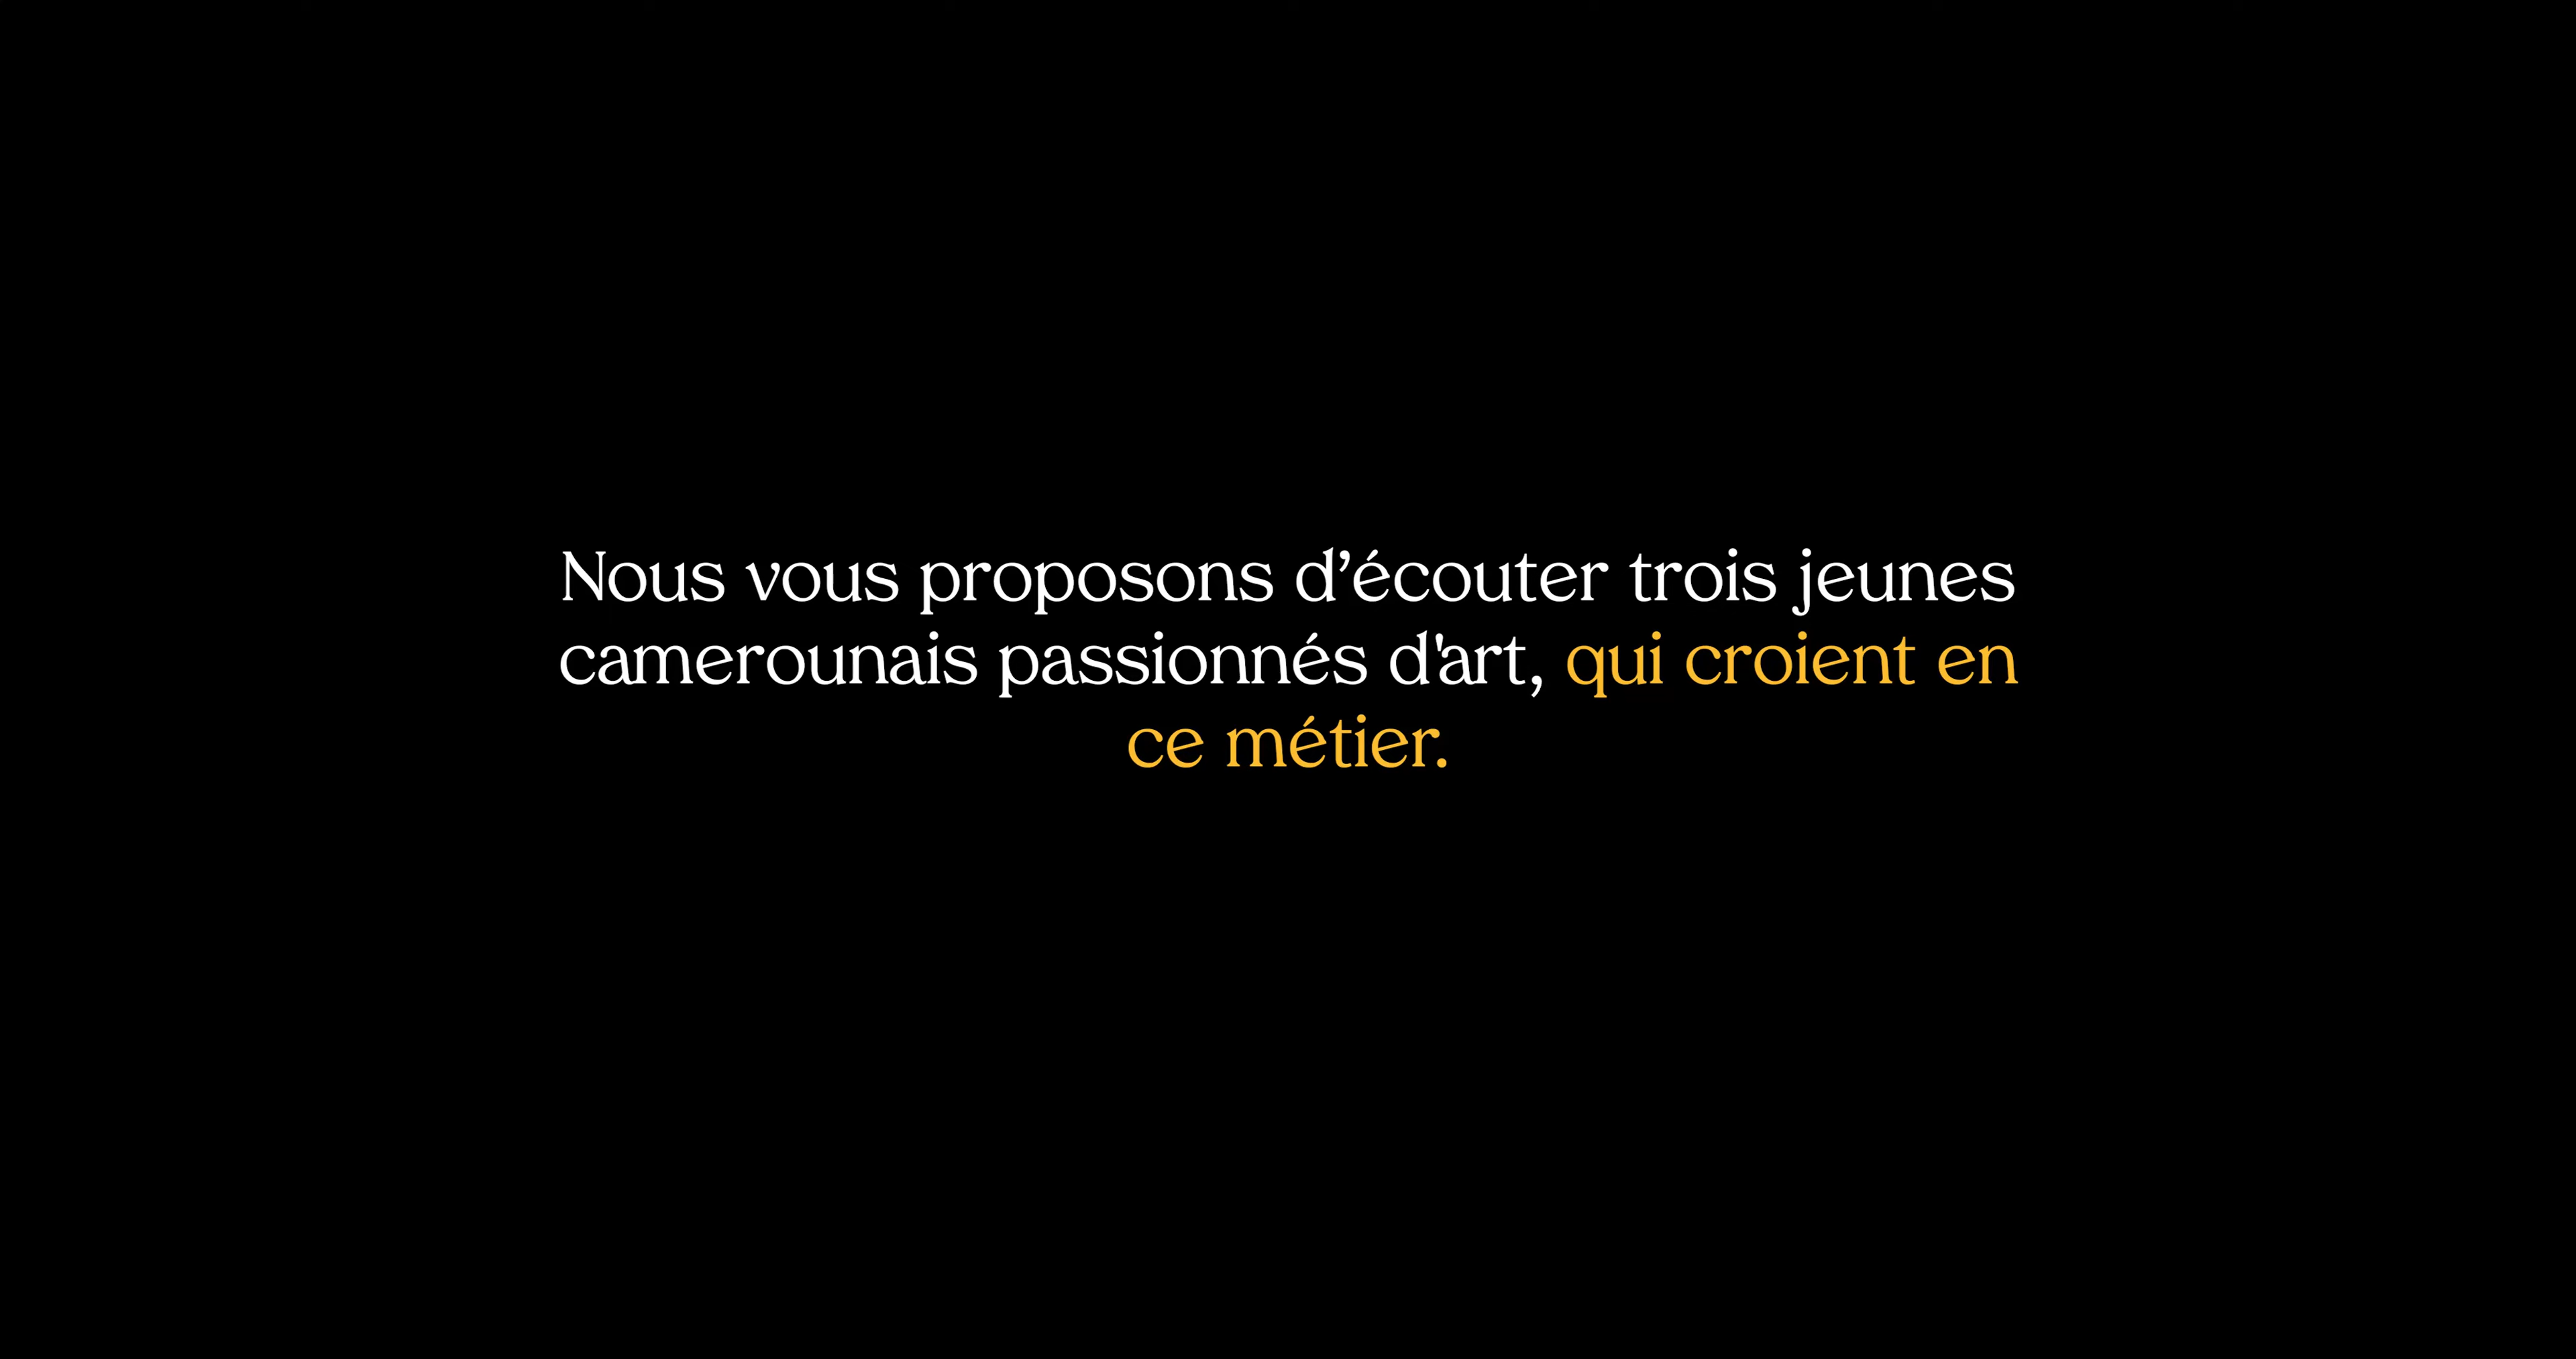 Nous vous proposons d’écouter trois jeunes
camerounais passionnés d'art, qui croient en
ce métier.